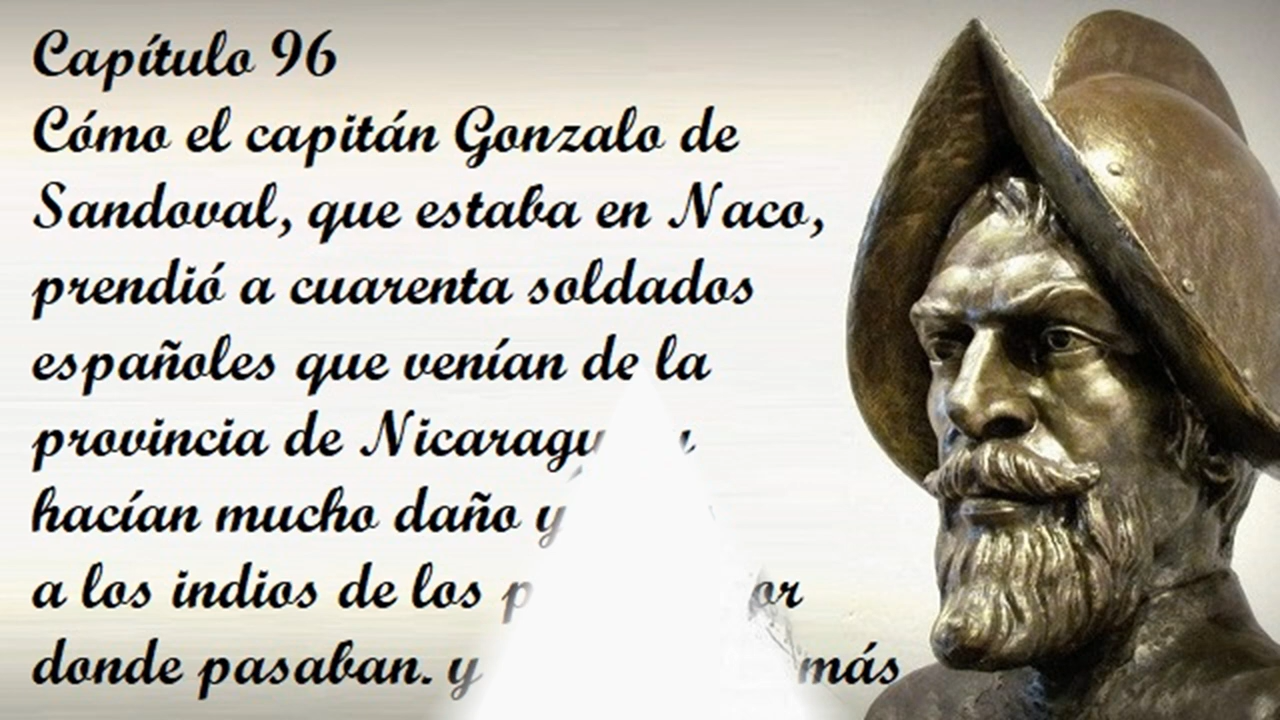 Capítulo 96
Cómo el capitán Gonzalo de
Sandoval, que estaba en Naco,
prendió a cuarenta soldados
españoles que venían de la
provincia de y
hacían mucho daño y
a los indios de los
donde pasaban. y más